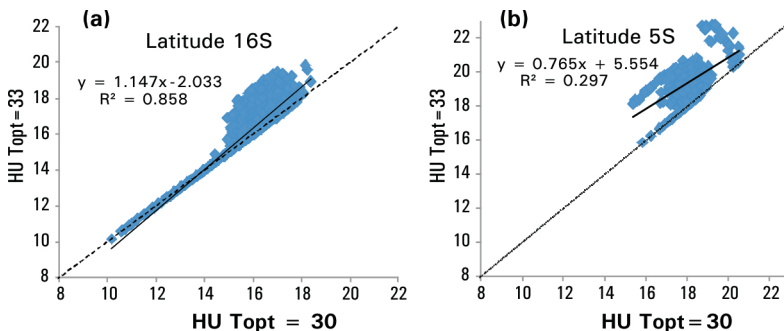 (a)
Latitude 16S
y = 1.147x-2.033
R² = 0.858
HU Topt=33
22
20
18
16
14
12
10
8
8
10
12
14
16
18
20
22
HU Topt = 30
(b)
Latitude 5S
y = 0.765x + 5.554
R² = 0.297
HU Topt=33
22
20
18
16
14
12
10
8
8
10
12
14
16
18
20
22
HU Topt=30